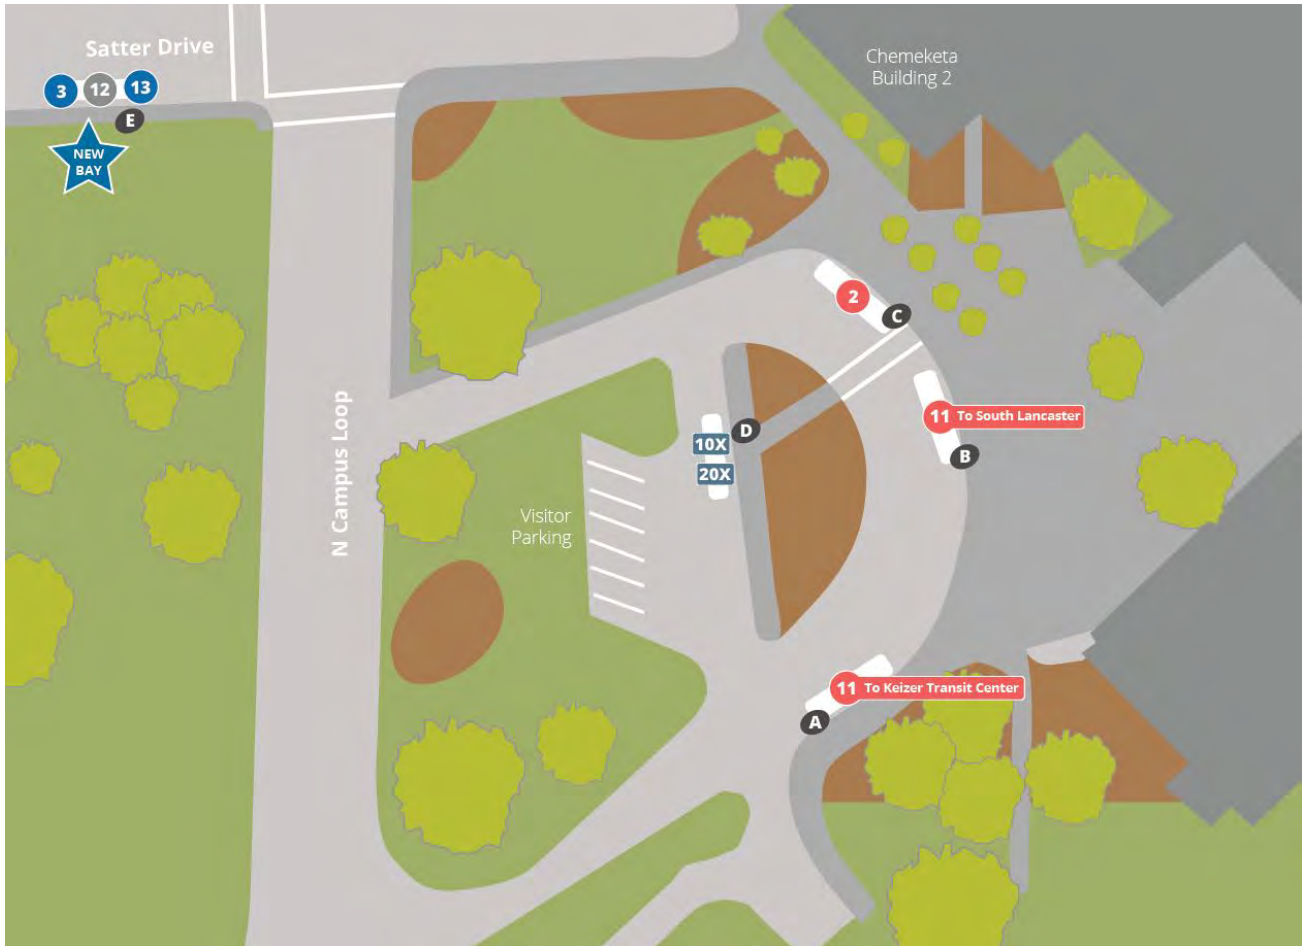 Satter Drive
3 12 13
E
NEW
BAY
Chemeketa
Building 2
2
C
11 To South Lancaster
B
D
10X
20X
N Campus Loop
Visitor
Parking
11 To Keizer Transit Center
A